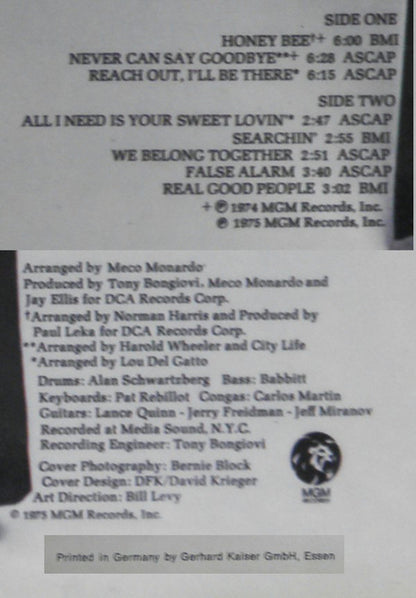 SIDE ONE
HONEY BEE†+ 6:00 BMI
NEVER CAN SAY GOODBYE**+ 6:28 ASCAP
REACH OUT, I'LL BE THERE* 6:15 ASCAP
SIDE TWO
ALL I NEED IS YOUR SWEET LOVIN'* 2:47 ASCAP
SEARCHIN' 2:55 BMI
WE BELONG TOGETHER 2:51 ASCAP
FALSE ALARM 3:40 ASCAP
REAL GOOD PEOPLE 3:02 BMI
+ ℗ 1974 MGM Records, Inc.
℗ 1975 MGM Records, Inc.
Arranged by Meco Monardo
Produced by Tony Bongiovi, Meco Monardo and
Jay Ellis for DCA Records Corp.
†Arranged by Norman Harris and Produced by
Paul Leka for DCA Records Corp.
**Arranged by Harold Wheeler and City Life
*Arranged by Lou Del Gatto
Drums: Alan Schwartzberg Bass: Babbitt
Keyboards: Pat Rebillot Congas: Carlos Martin
Guitars: Lance Quinn - Jerry Freidman - Jeff Miranov
Recorded at Media Sound, N.Y.C.
Recording Engineer: Tony Bongiovi
Cover Photography: Bernie Block
Cover Design: DFK/David Krieger
Art Direction: Bill Levy
MGM
RECORDS
© 1975 MGM Records, Inc.
Printed in Germany by Gerhard Kaiser GmbH, Essen